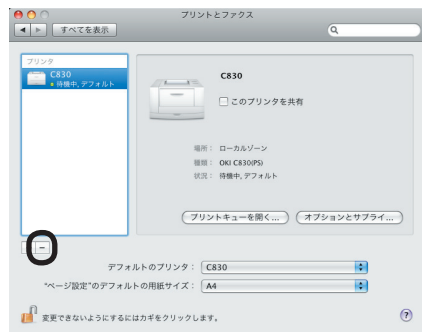 プリントとファクス
すべてを表示
プリンタ
C830
待機中, デフォルト
C830
このプリンタを共有
場所： ローカルゾーン
種類： OKI C830(PS)
状況： 待機中, デフォルト
プリントキューを開く... オプションとサプライ...
デフォルトのプリンタ： C830
"ページ設定"のデフォルトの用紙サイズ： A4
変更できないようにするにはカギをクリックします。